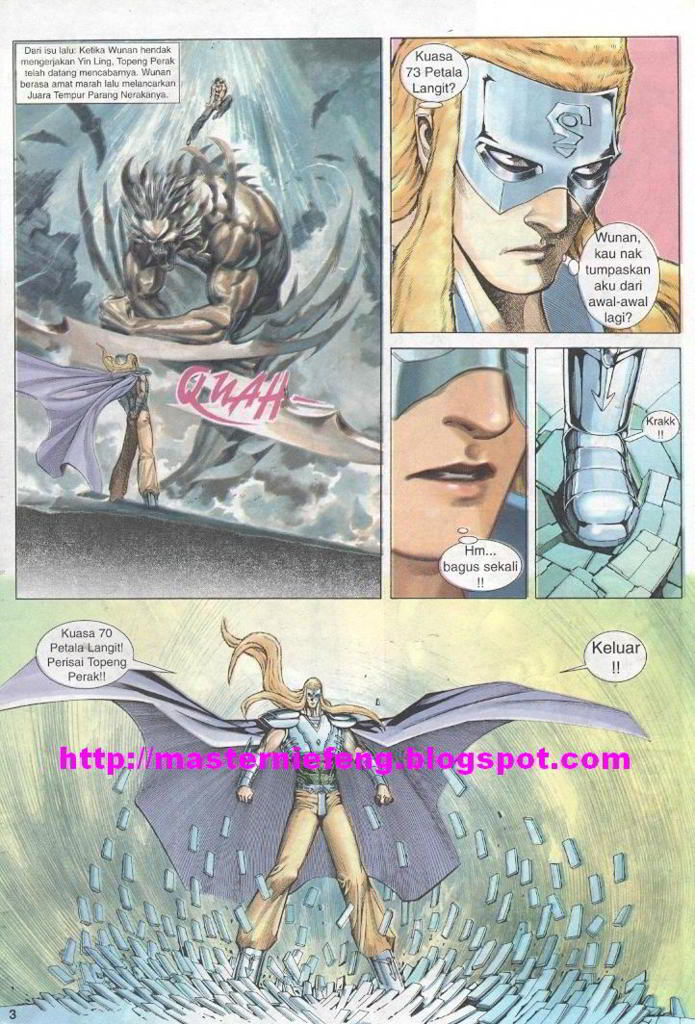 Dari isu lalu: Ketika Wunan hendak
mengerjakan Yin Ling, Topeng Perak
telah datang mencabarnya. Wunan
berasa amat marah lalu melancarkan
Juara Tempur Parang Nerakanya.
QUAH—
Kuasa
73 Petala
Langit?
Wunan,
kau nak
tumpaskan
aku dari
awal-awal
lagi?
Hm...
bagus sekali
!!
Krakk
!!
Kuasa 70
Petala Langit!
Perisai Topeng
Perak!!
Keluar
!!
http://masterniefeng.blogspot.com
3